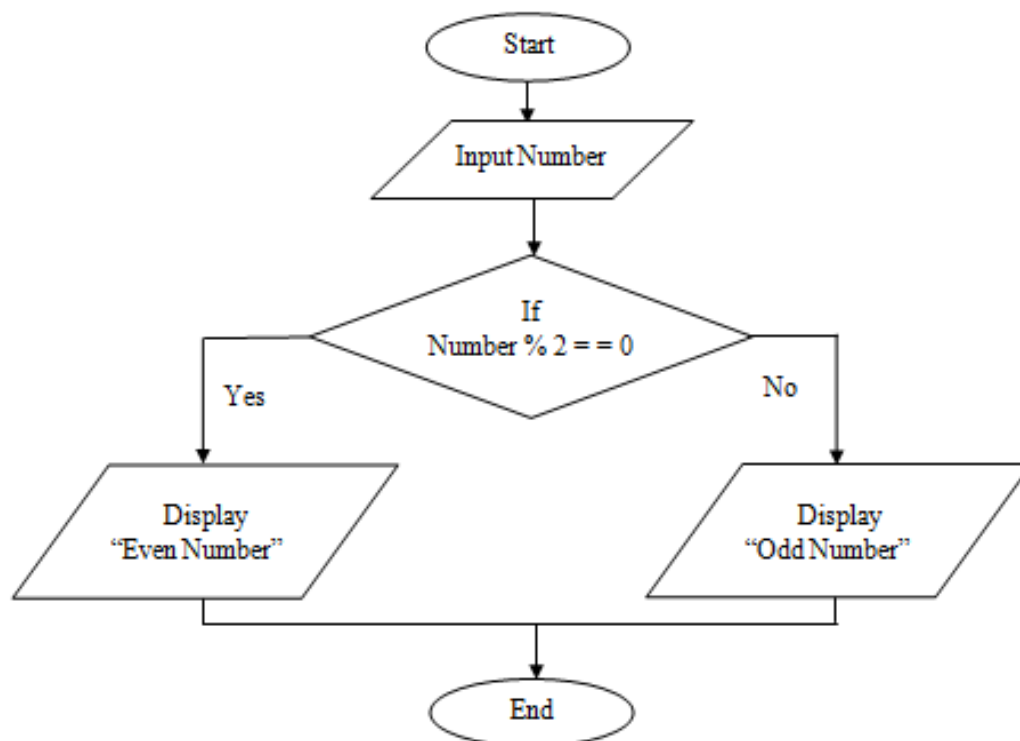 Start
Input Number
If
Number % 2 = = 0
Yes
No
Display
“Even Number”
Display
“Odd Number”
End